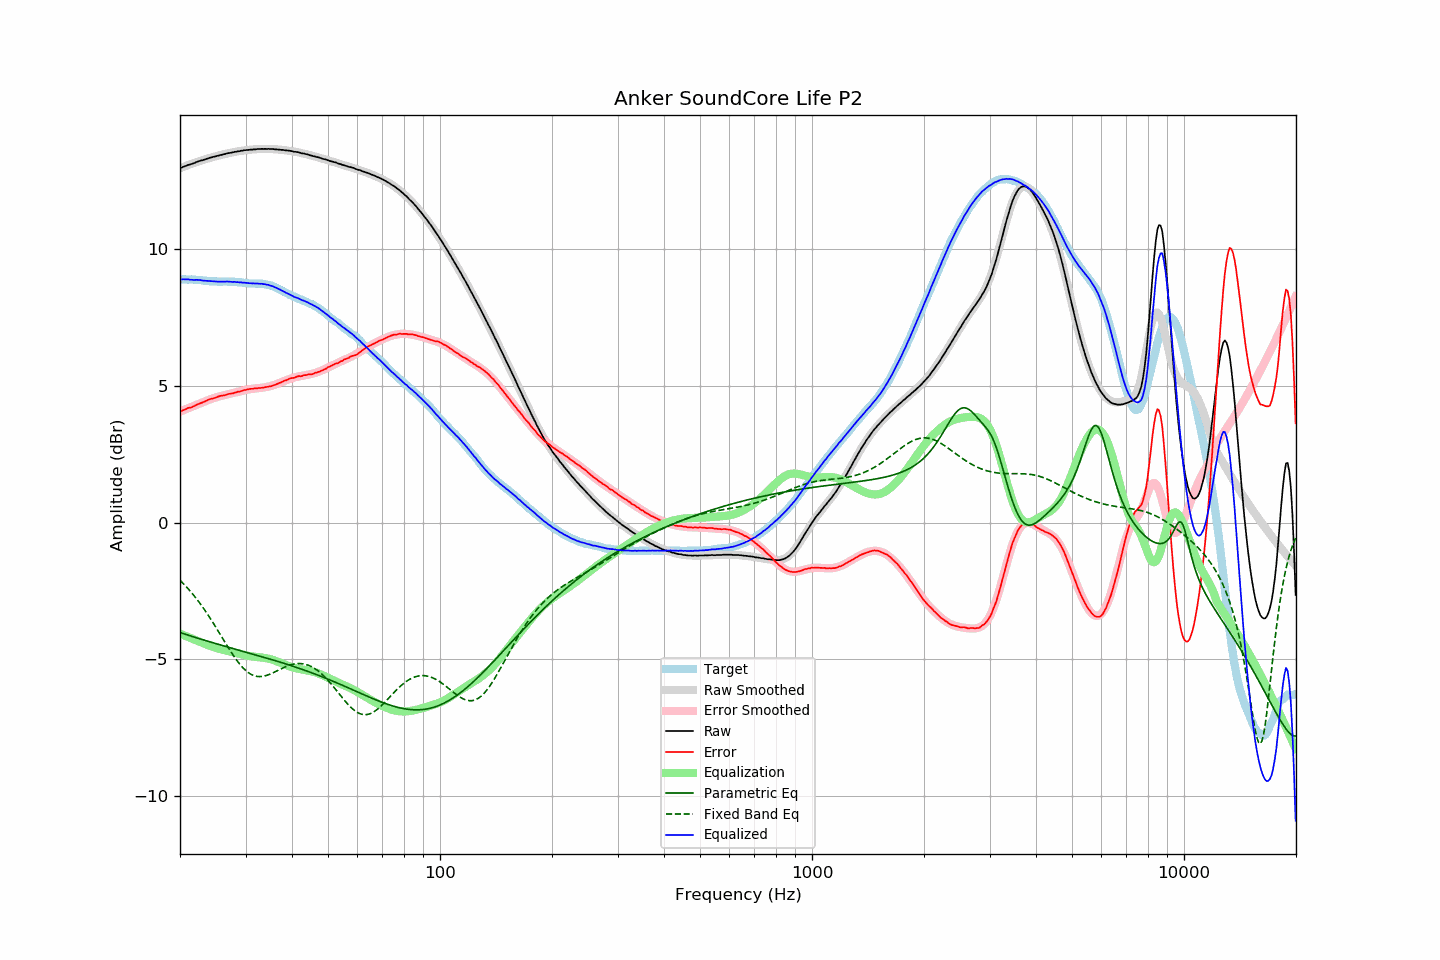 Anker SoundCore Life P2
Amplitude (dBr)
10
5
0
−5
−10
Target
Raw Smoothed
Error Smoothed
Raw
Error
Equalization
Parametric Eq
Fixed Band Eq
Equalized
100
1000
10000
Frequency (Hz)